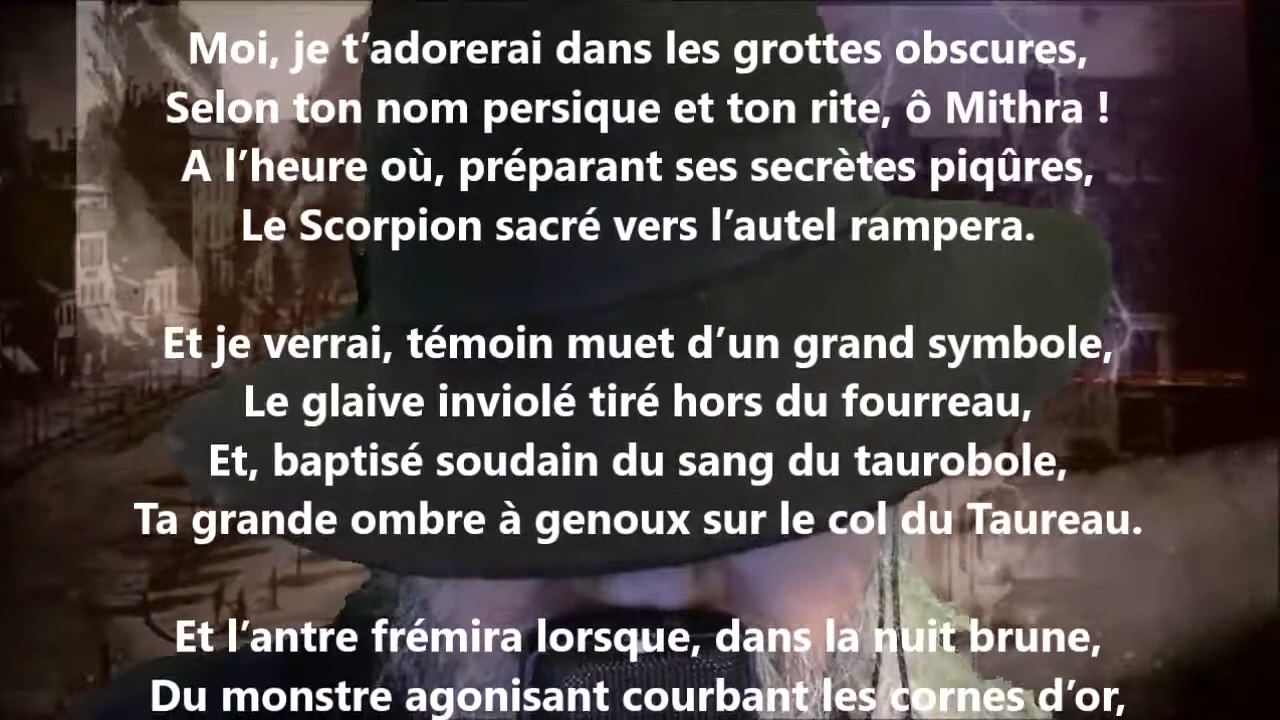 Moi, je t’adorerai dans les grottes obscures,
Selon ton nom persique et ton rite, ô Mithra !
A l’heure où, préparant ses secrètes piqûres,
Le Scorpion sacré vers l’autel rampera.
Et je verrai, témoin muet d’un grand symbole,
Le glaive inviolé tiré hors du fourreau,
Et, baptisé soudain du sang du taurobole,
Ta grande ombre à genoux sur le col du Taureau.
Et l’antre frémira lorsque, dans la nuit brune,
Du monstre agonisant courbant les cornes d’or,